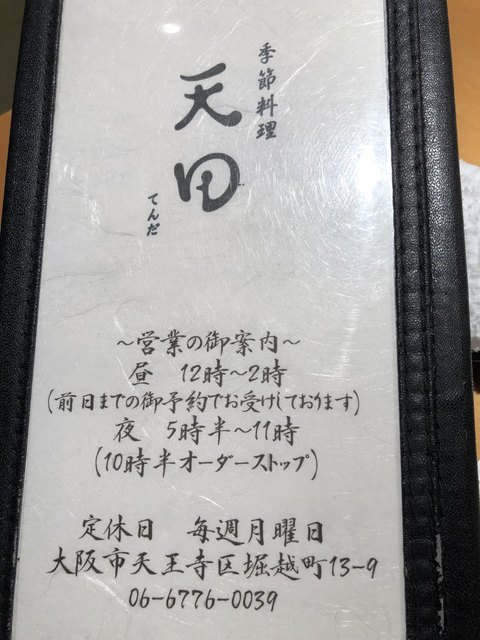 季節料理
天田
てんだ
～営業の御案内～
昼 12時～2時
(前日までの御予約でお受けしております)
夜 5時半～11時
(10時半オーダーストップ)
定休日 毎週月曜日
大阪市天王寺区堀越町13-9
06-6776-0039